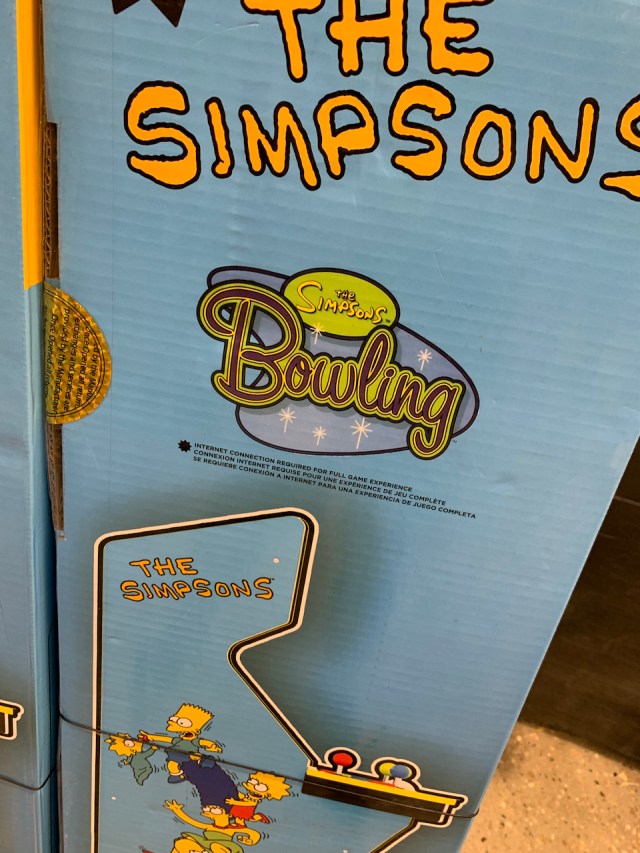 THE
SIMPSONS
THE
SIMPSONS
Bowling
INTERNET CONNECTION REQUIRED FOR FULL GAME EXPERIENCE
CONNEXION INTERNET REQUISE POUR UNE EXPÉRIENCE DE JEU COMPLÈTE
SE REQUIERE CONEXIÓN A INTERNET PARA UNA EXPERIENCIA DE JUEGO COMPLETA
THE
SIMPSONS